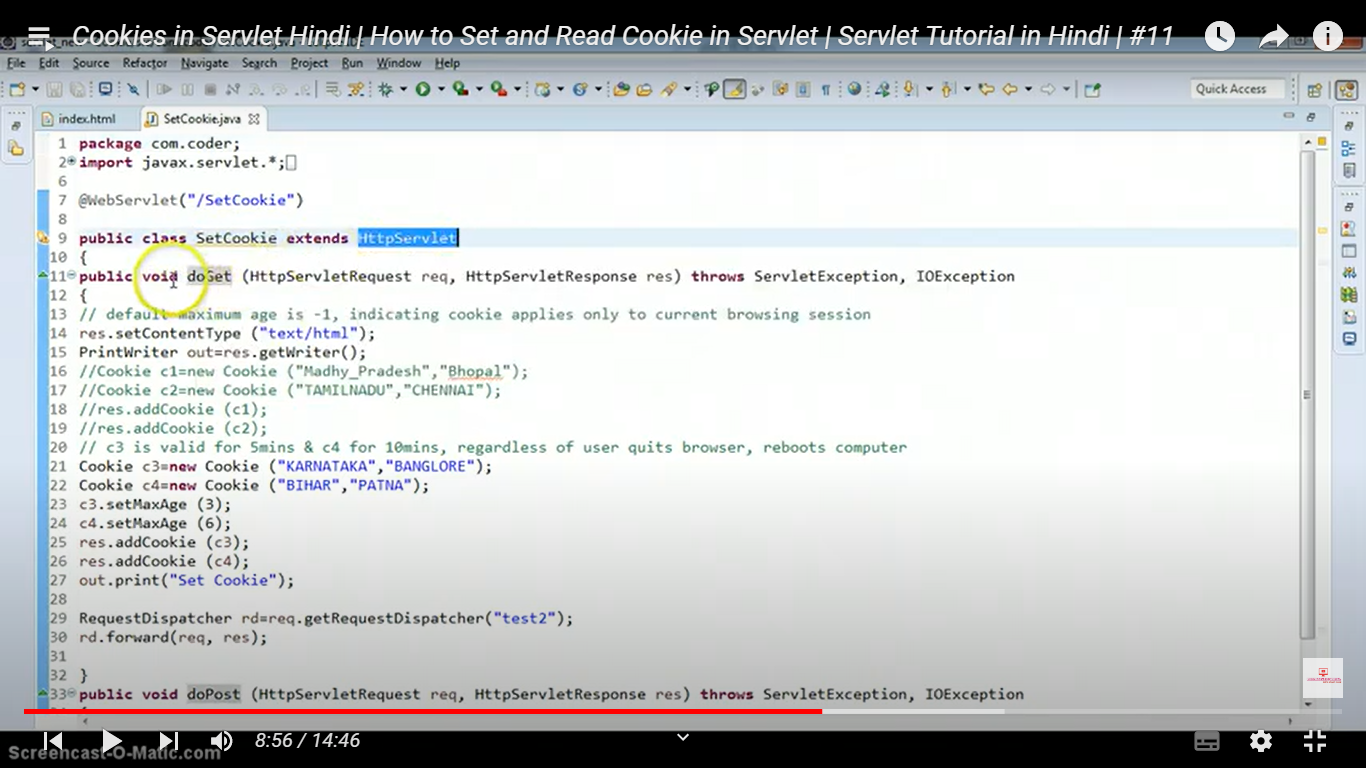 Cookies in Servlet Hindi | How to Set and Read Cookie in Servlet | Servlet Tutorial in Hindi | #11
File Edit Source Refactor Navigate Search Project Run Window Help
Quick Access
index.html SetCookie.java
1 package com.coder;
2 import javax.servlet.*;
6
7 @WebServlet("/SetCookie")
8
9 public class SetCookie extends HttpServlet
10 {
11 public void doGet (HttpServletRequest req, HttpServletResponse res) throws ServletException, IOException
12 {
13 // default maximum age is -1, indicating cookie applies only to current browsing session
14 res.setContentType ("text/html");
15 PrintWriter out=res.getWriter();
16 //Cookie c1=new Cookie ("Madhy_Pradesh","Bhopal");
17 //Cookie c2=new Cookie ("TAMILNADU","CHENNAI");
18 //res.addCookie (c1);
19 //res.addCookie (c2);
20 // c3 is valid for 5mins & c4 for 10mins, regardless of user quits browser, reboots computer
21 Cookie c3=new Cookie ("KARNATAKA","BANGLORE");
22 Cookie c4=new Cookie ("BIHAR","PATNA");
23 c3.setMaxAge (3);
24 c4.setMaxAge (6);
25 res.addCookie (c3);
26 res.addCookie (c4);
27 out.print("Set Cookie");
28
29 RequestDispatcher rd=req.getRequestDispatcher("test2");
30 rd.forward(req, res);
31
32 }
33 public void doPost (HttpServletRequest req, HttpServletResponse res) throws ServletException, IOException
{
8:56 / 14:46
Screencast-O-Matic.com